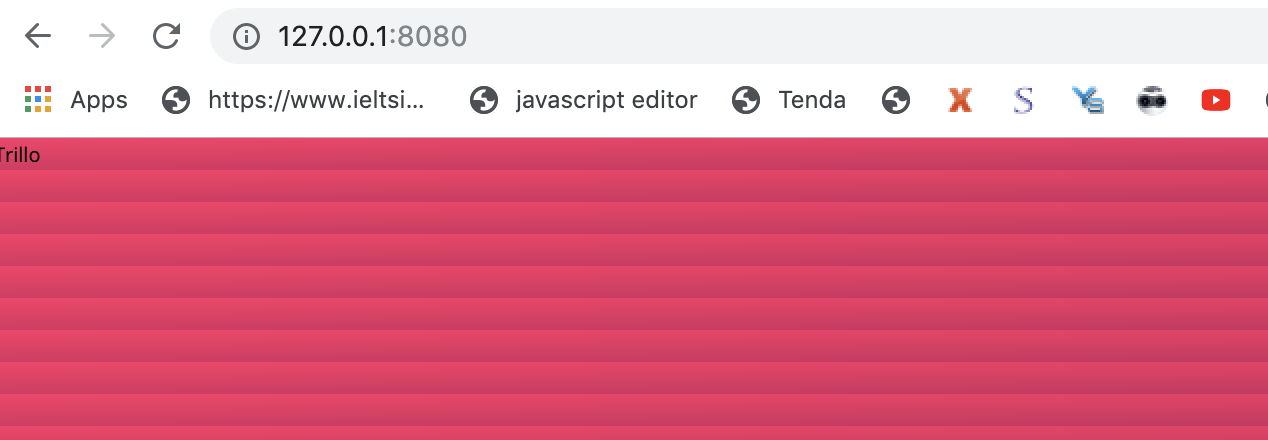 127.0.0.1:8080
Apps https://www.ieltsi... javascript editor Tenda
Trillo